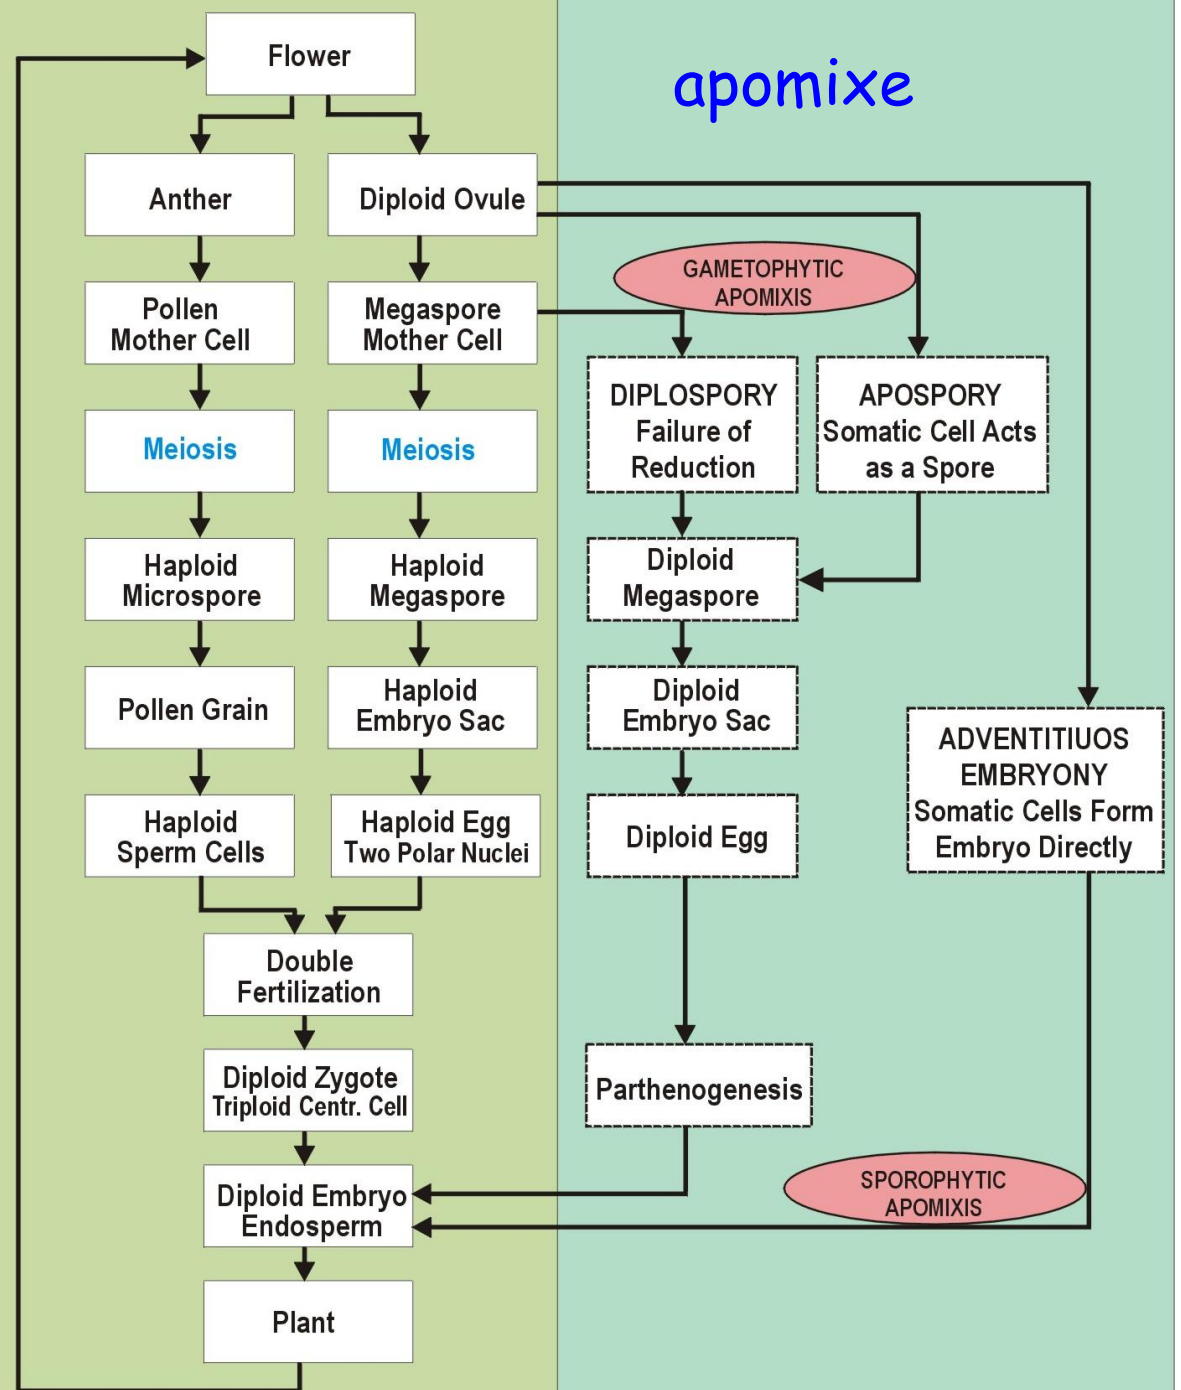 Flower
apomixe
Anther
Diploid Ovule
GAMETOPHYTIC
APOMIXIS
Pollen
Mother Cell
Megaspore
Mother Cell
DIPLOSPORY
Failure of
Reduction
APOSPORY
Somatic Cell Acts
as a Spore
Meiosis
Meiosis
Haploid
Microspore
Haploid
Megaspore
Diploid
Megaspore
Pollen Grain
Haploid
Embryo Sac
Diploid
Embryo Sac
ADVENTITIUOS
EMBRYONY
Somatic Cells Form
Embryo Directly
Haploid
Sperm Cells
Haploid Egg
Two Polar Nuclei
Diploid Egg
Double
Fertilization
Diploid Zygote
Triploid Centr. Cell
Parthenogenesis
Diploid Embryo
Endosperm
SPOROPHYTIC
APOMIXIS
Plant